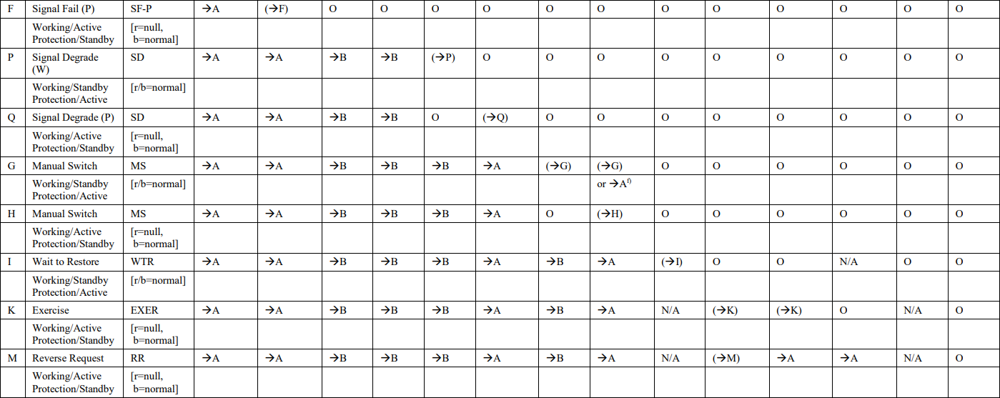 F Signal Fail (P) SF-P →A (→F) O O O O O O O O O O O O
Working/Active [r=null,
Protection/Standby b=normal]
P Signal Degrade SD →A →A →B →B (→P) O O O O O O O O O
(W)
Working/Standby [r/b=normal]
Protection/Active
Q Signal Degrade (P) SD →A →A →B →B O (→Q) O O O O O O O O
Working/Active [r=null,
Protection/Standby b=normal]
G Manual Switch MS →A →A →B →B →B →A (→G) (→G) O O O O O O
Working/Standby [r/b=normal] or →A f)
Protection/Active
H Manual Switch MS →A →A →B →B →B →A O (→H) O O O O O O
Working/Active [r=null,
Protection/Standby b=normal]
I Wait to Restore WTR →A →A →B →B →B →A →B →A (→I) O O N/A O O
Working/Standby [r/b=normal]
Protection/Active
K Exercise EXER →A →A →B →B →B →A →B →A N/A (→K) (→K) O N/A O
Working/Active [r=null,
Protection/Standby b=normal]
M Reverse Request RR →A →A →B →B →B →A →B →A N/A (→M) →A →A N/A O
Working/Active [r=null,
Protection/Standby b=normal]